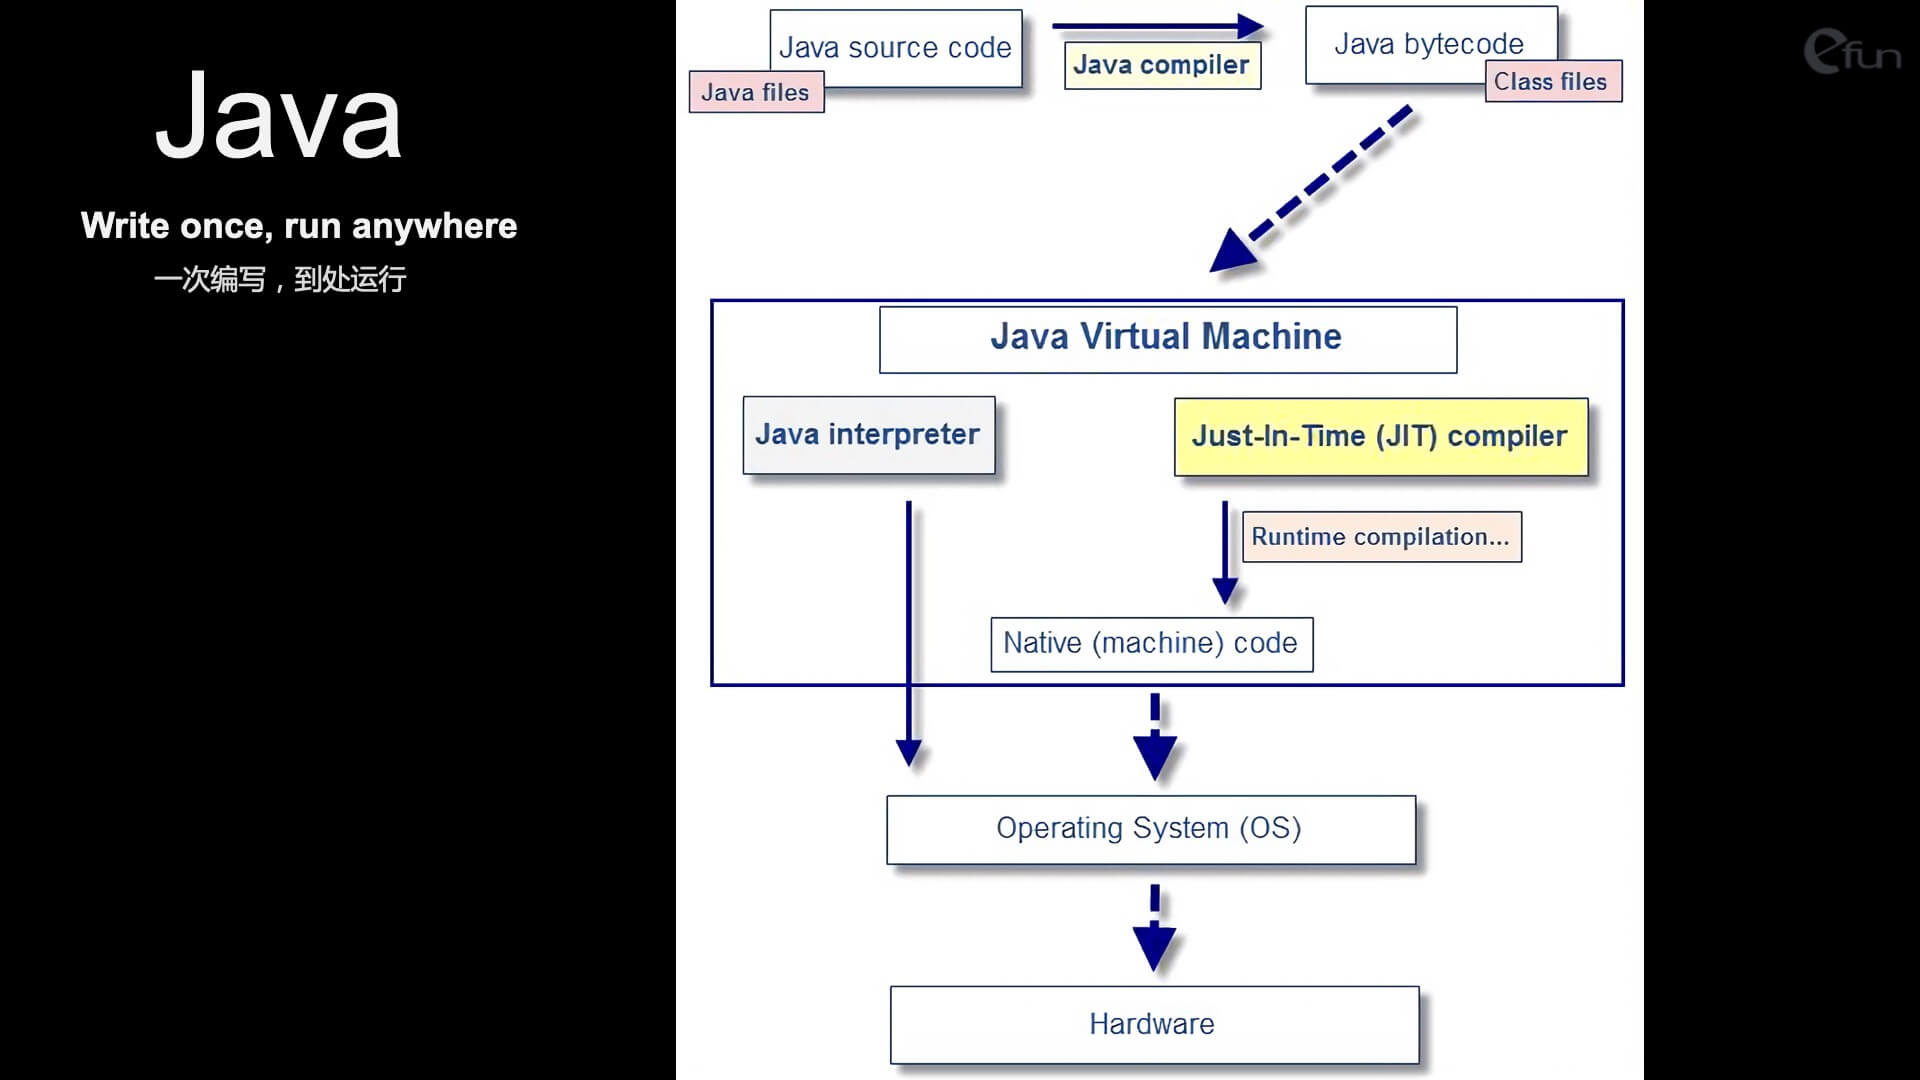 Java
Write once, run anywhere
一次编写，到处运行
Java source code
Java files
Java compiler
Java bytecode
Class files
Java Virtual Machine
Java interpreter
Just-In-Time (JIT) compiler
Runtime compilation...
Native (machine) code
Operating System (OS)
Hardware
efun